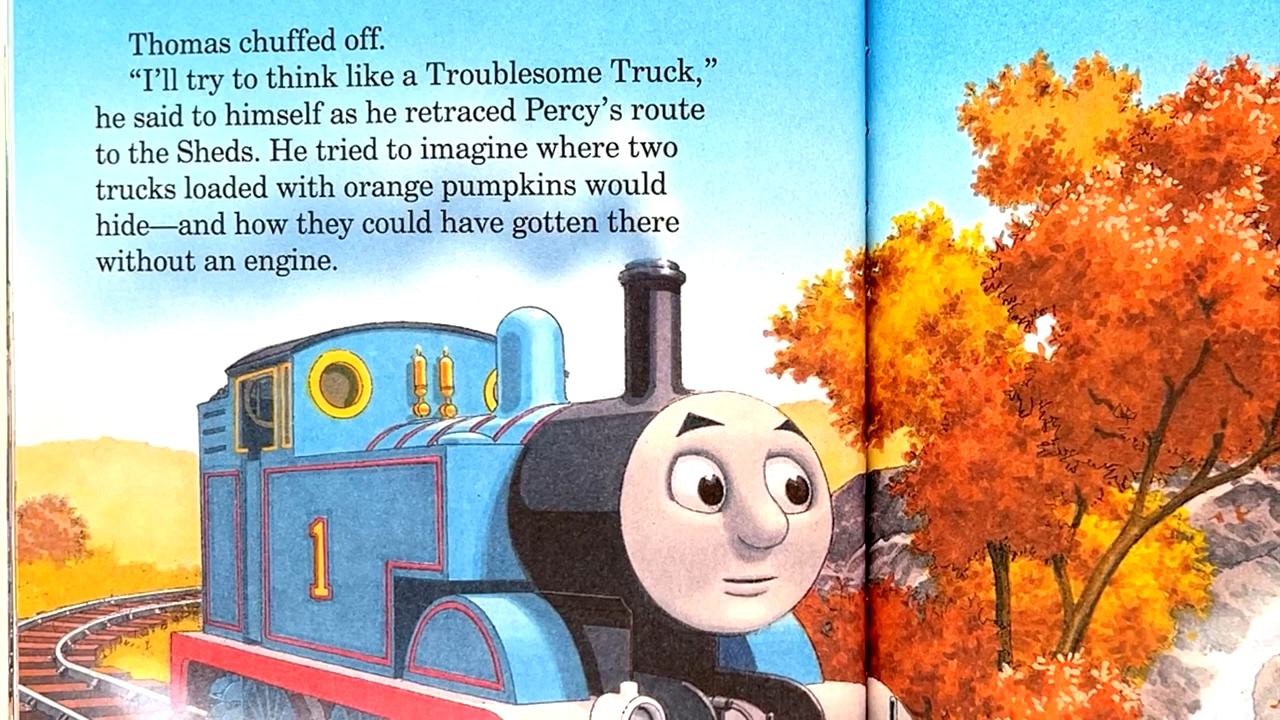 Thomas chuffed off.
“I’ll try to think like a Troublesome Truck,”
he said to himself as he retraced Percy’s route
to the Sheds. He tried to imagine where two
trucks loaded with orange pumpkins would
hide—and how they could have gotten there
without an engine.
1